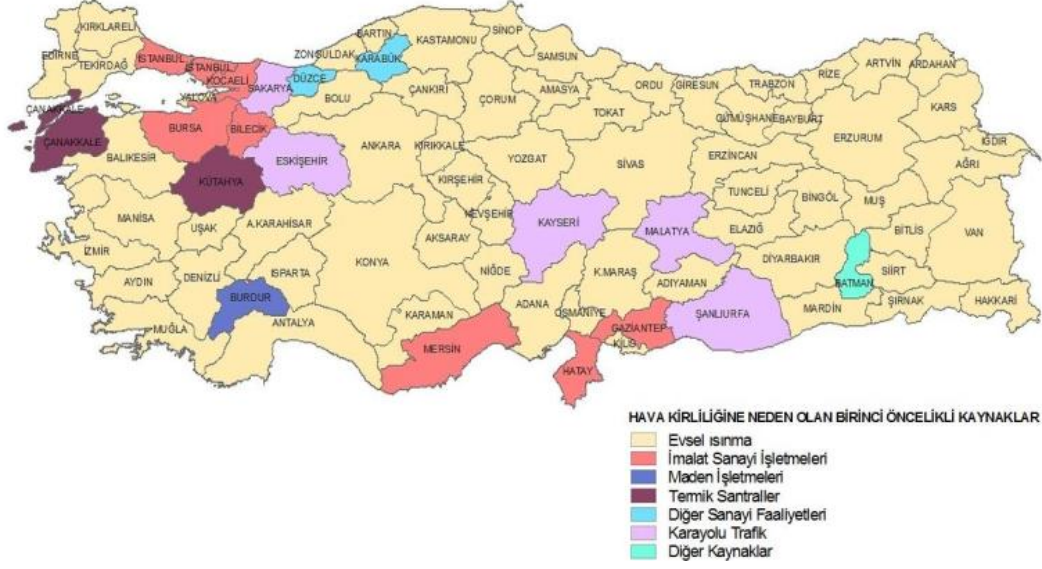 KIRKLARELİ
EDİRNE
TEKİRDAĞ
İSTANBUL
İSTANBUL
KOCAELİ
YALOVA
SAKARYA
DÜZCE
ZONGULDAK
BARTIN
KARABÜK
KASTAMONU
SİNOP
SAMSUN
ORDU
GİRESUN
TRABZON
RİZE
ARTVİN
ARDAHAN
ÇANAKKALE
ÇANAKKALE
BALIKESİR
BURSA
BİLECİK
BOLU
ÇANKIRI
ÇORUM
AMASYA
TOKAT
GÜMÜŞHANE
BAYBURT
ERZURUM
KARS
IĞDIR
AĞRI
KÜTAHYA
ESKİŞEHİR
ANKARA
KIRIKKALE
YOZGAT
SİVAS
ERZİNCAN
TUNCELİ
BİNGÖL
MUŞ
BİTLİS
VAN
MANİSA
UŞAK
A.KARAHİSAR
KIRŞEHİR
NEVŞEHİR
KAYSERİ
MALATYA
ELAZIĞ
DİYARBAKIR
BATMAN
SİİRT
ŞIRNAK
HAKKARİ
İZMİR
AYDIN
DENİZLİ
ISPARTA
BURDUR
KONYA
AKSARAY
NİĞDE
K.MARAŞ
ADIYAMAN
ŞANLIURFA
MARDİN
MUĞLA
ANTALYA
KARAMAN
MERSİN
ADANA
OSMANİYE
GAZİANTEP
KİLİS
HATAY
HAVA KİRLİLİĞİNE NEDEN OLAN BİRİNCİ ÖNCELİKLİ KAYNAKLAR
Evsel ısınma
İmalat Sanayi İşletmeleri
Maden İşletmeleri
Termik Santraller
Diğer Sanayi Faaliyetleri
Karayolu Trafik
Diğer Kaynaklar